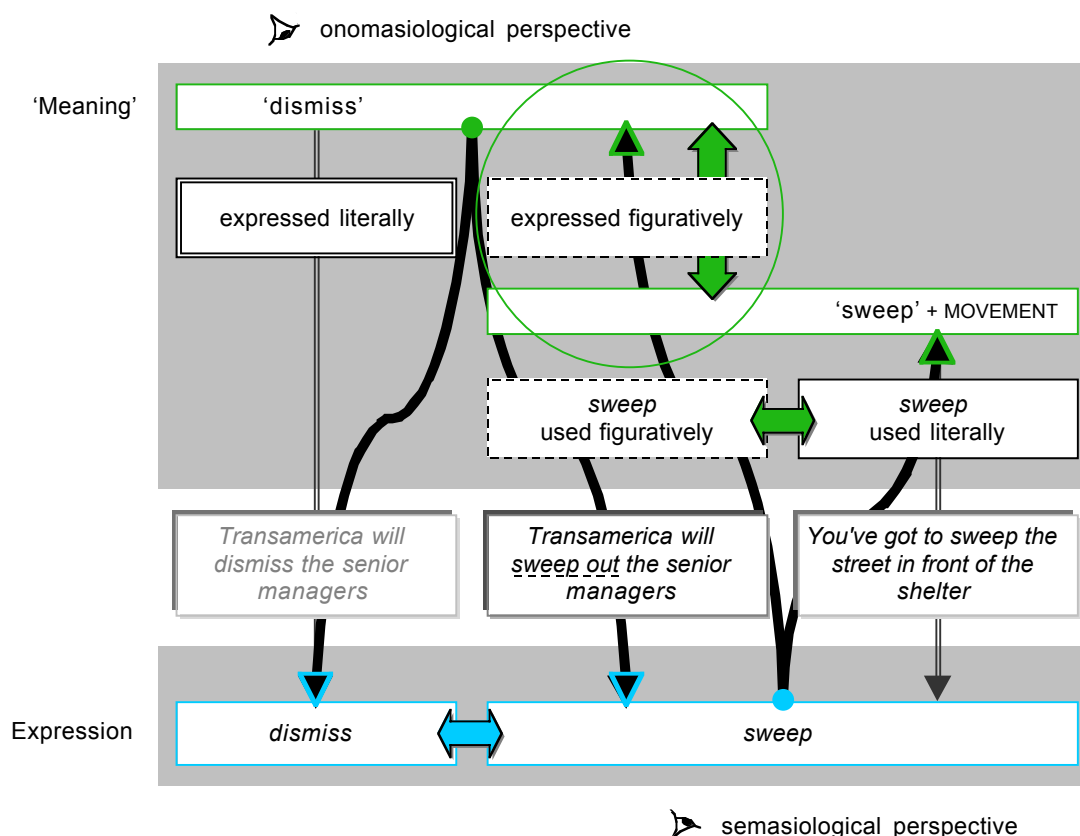 onomasiological perspective
‘Meaning’
‘dismiss’
expressed literally
expressed figuratively
‘sweep’ + MOVEMENT
sweep
used figuratively
sweep
used literally
Transamerica will
dismiss the senior
managers
Transamerica will
sweep out the senior
managers
You've got to sweep the
street in front of the
shelter
Expression
dismiss
sweep
semasiological perspective